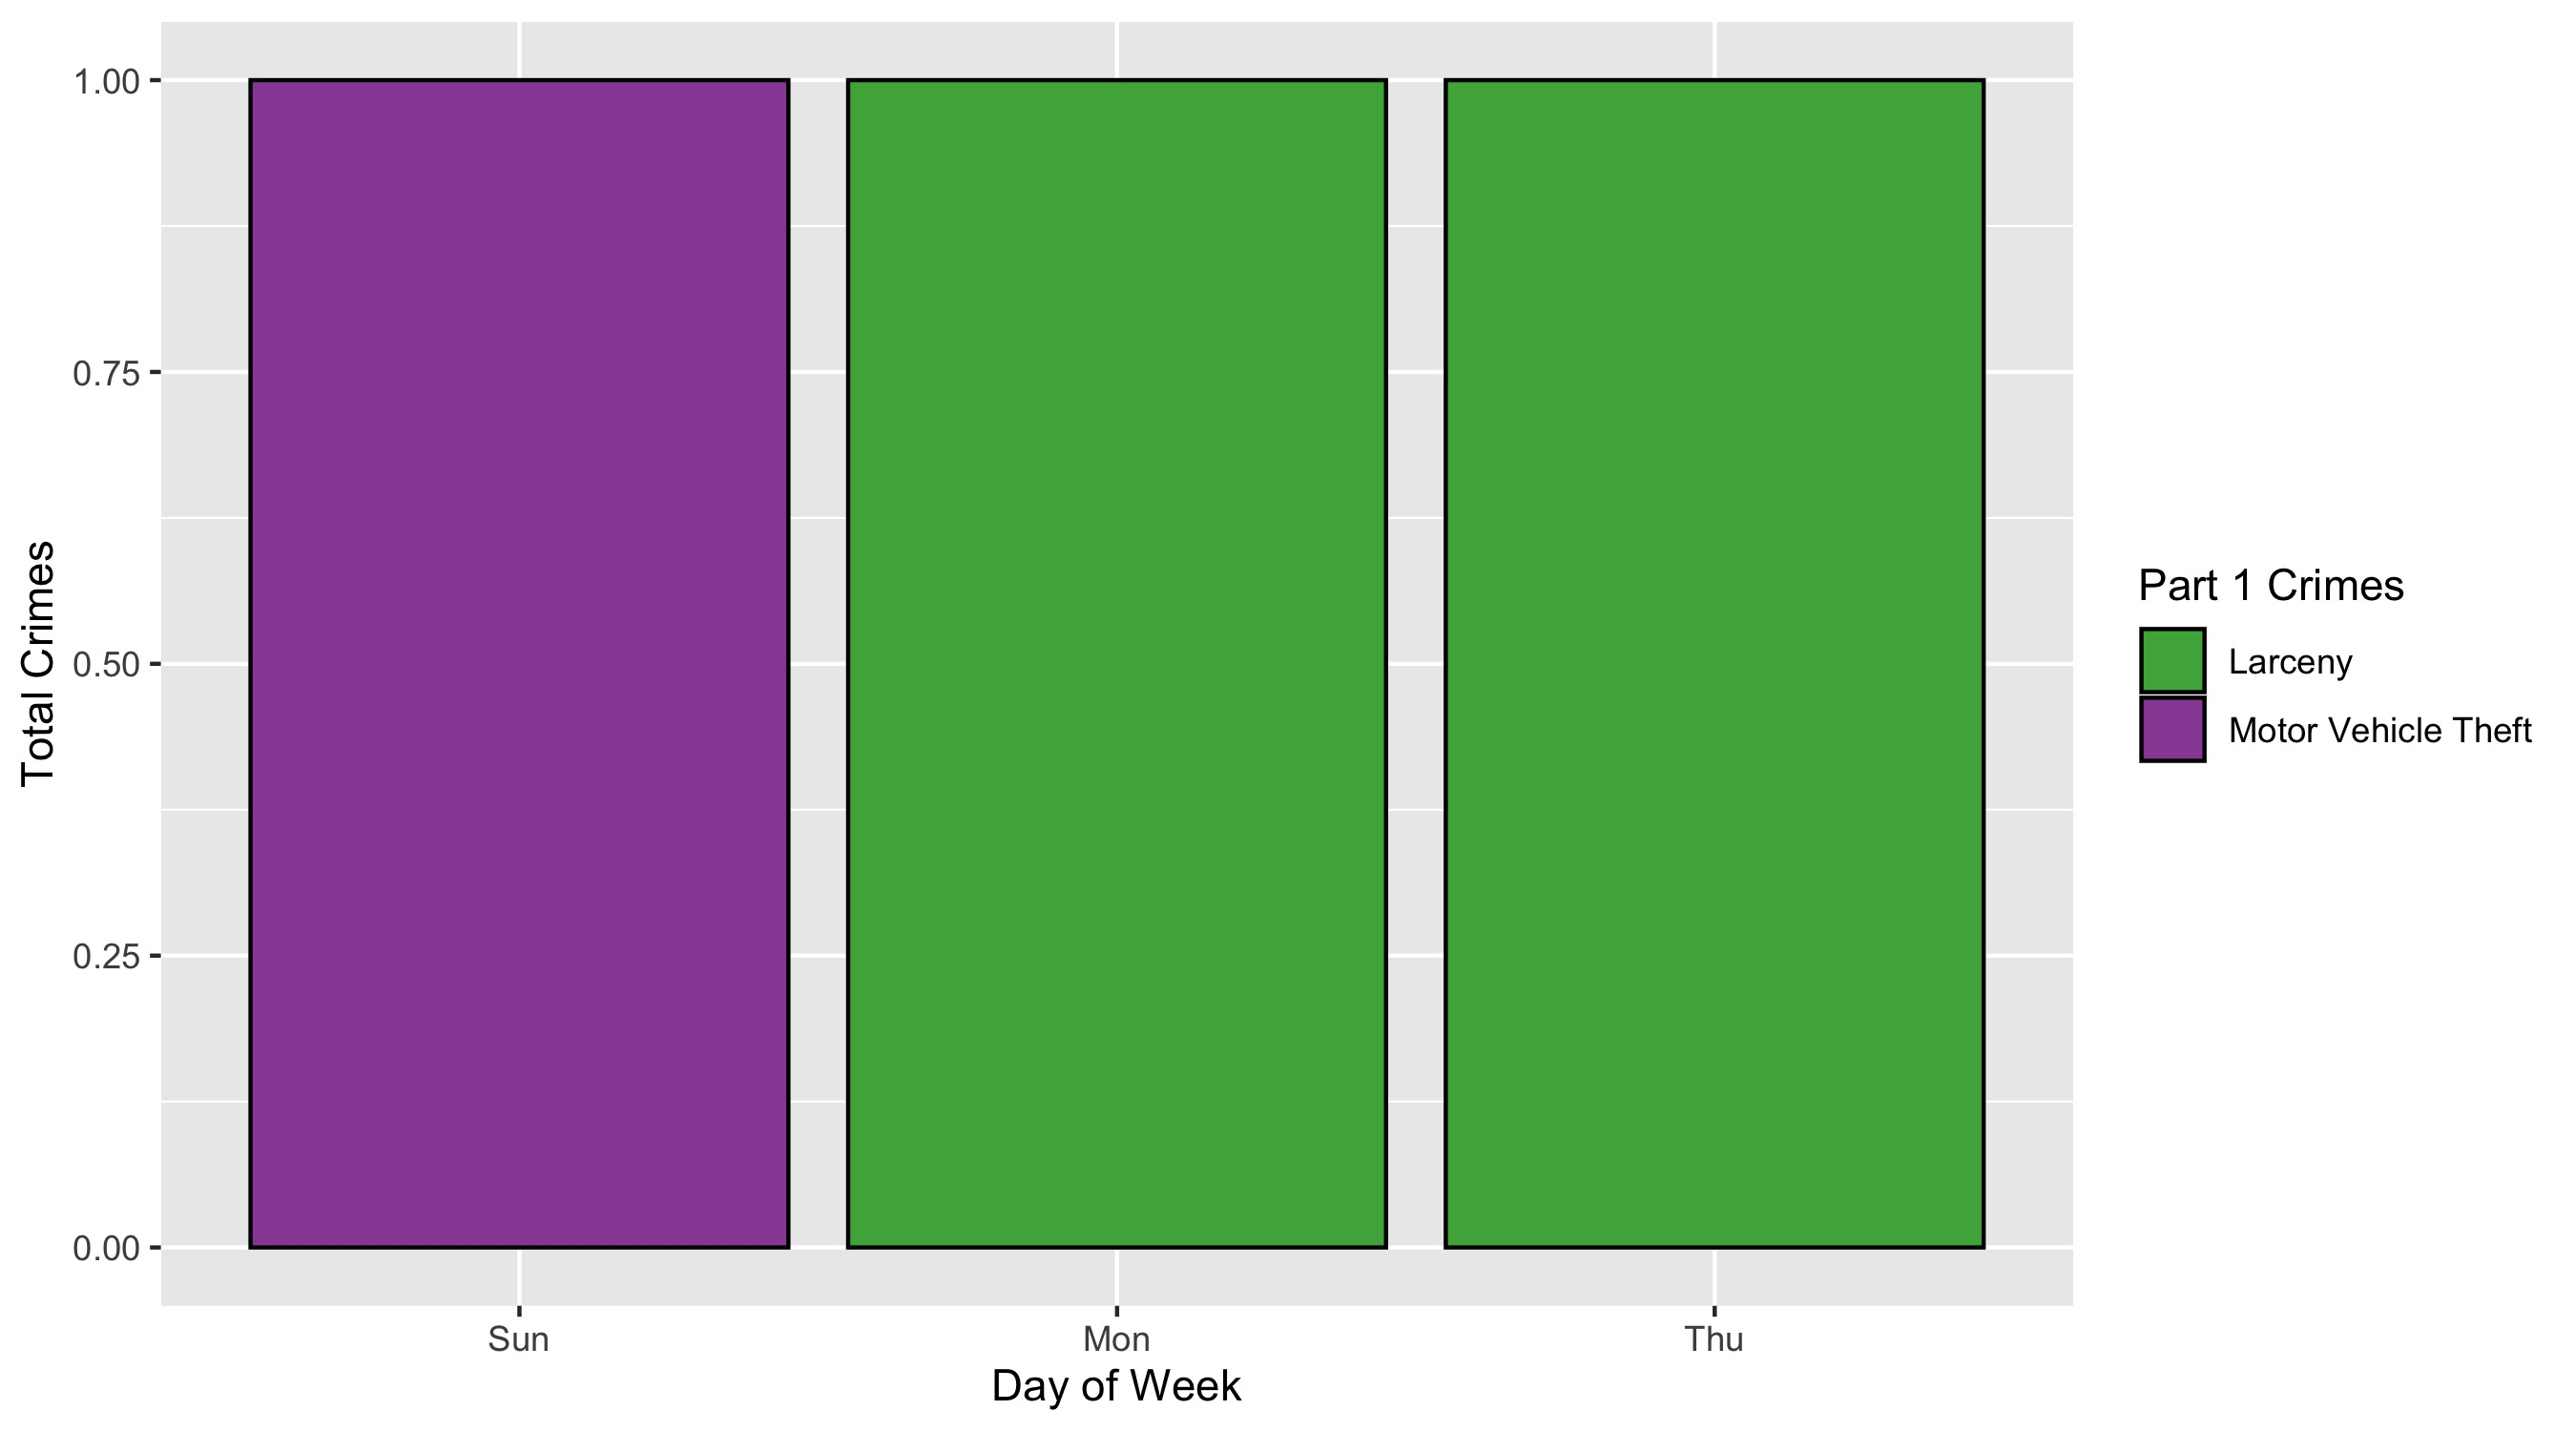 1.00
0.75
0.50
0.25
0.00
Total Crimes
Sun
Mon
Thu
Day of Week
Part 1 Crimes
Larceny
Motor Vehicle Theft